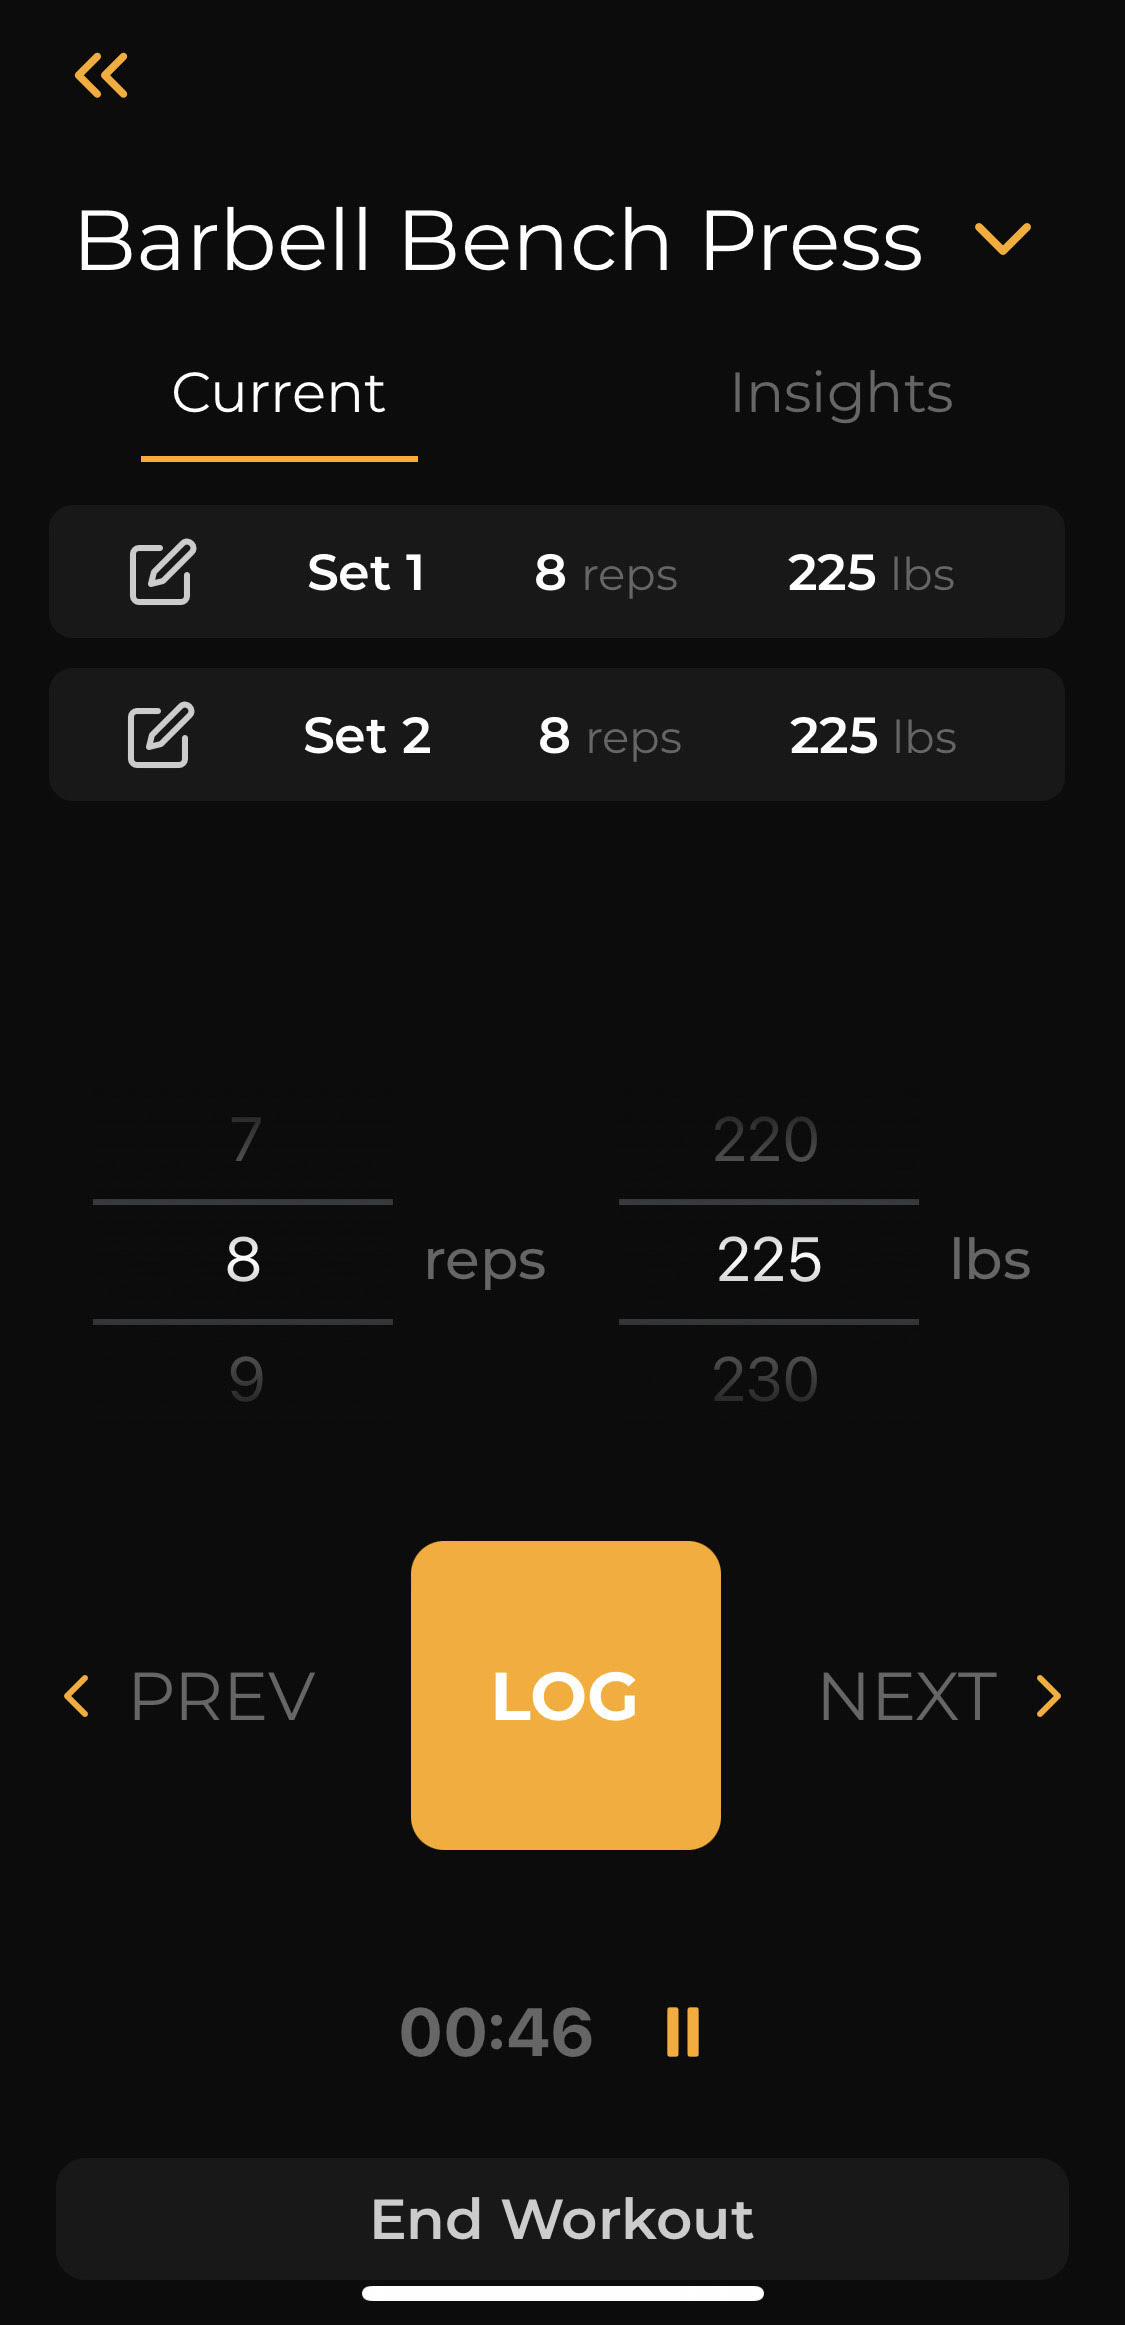 Barbell Bench Press
Current Insights
Set 1 8 reps 225 lbs
Set 2 8 reps 225 lbs
7 220
8 reps 225 lbs
9 230
PREV LOG NEXT
00:46
End Workout